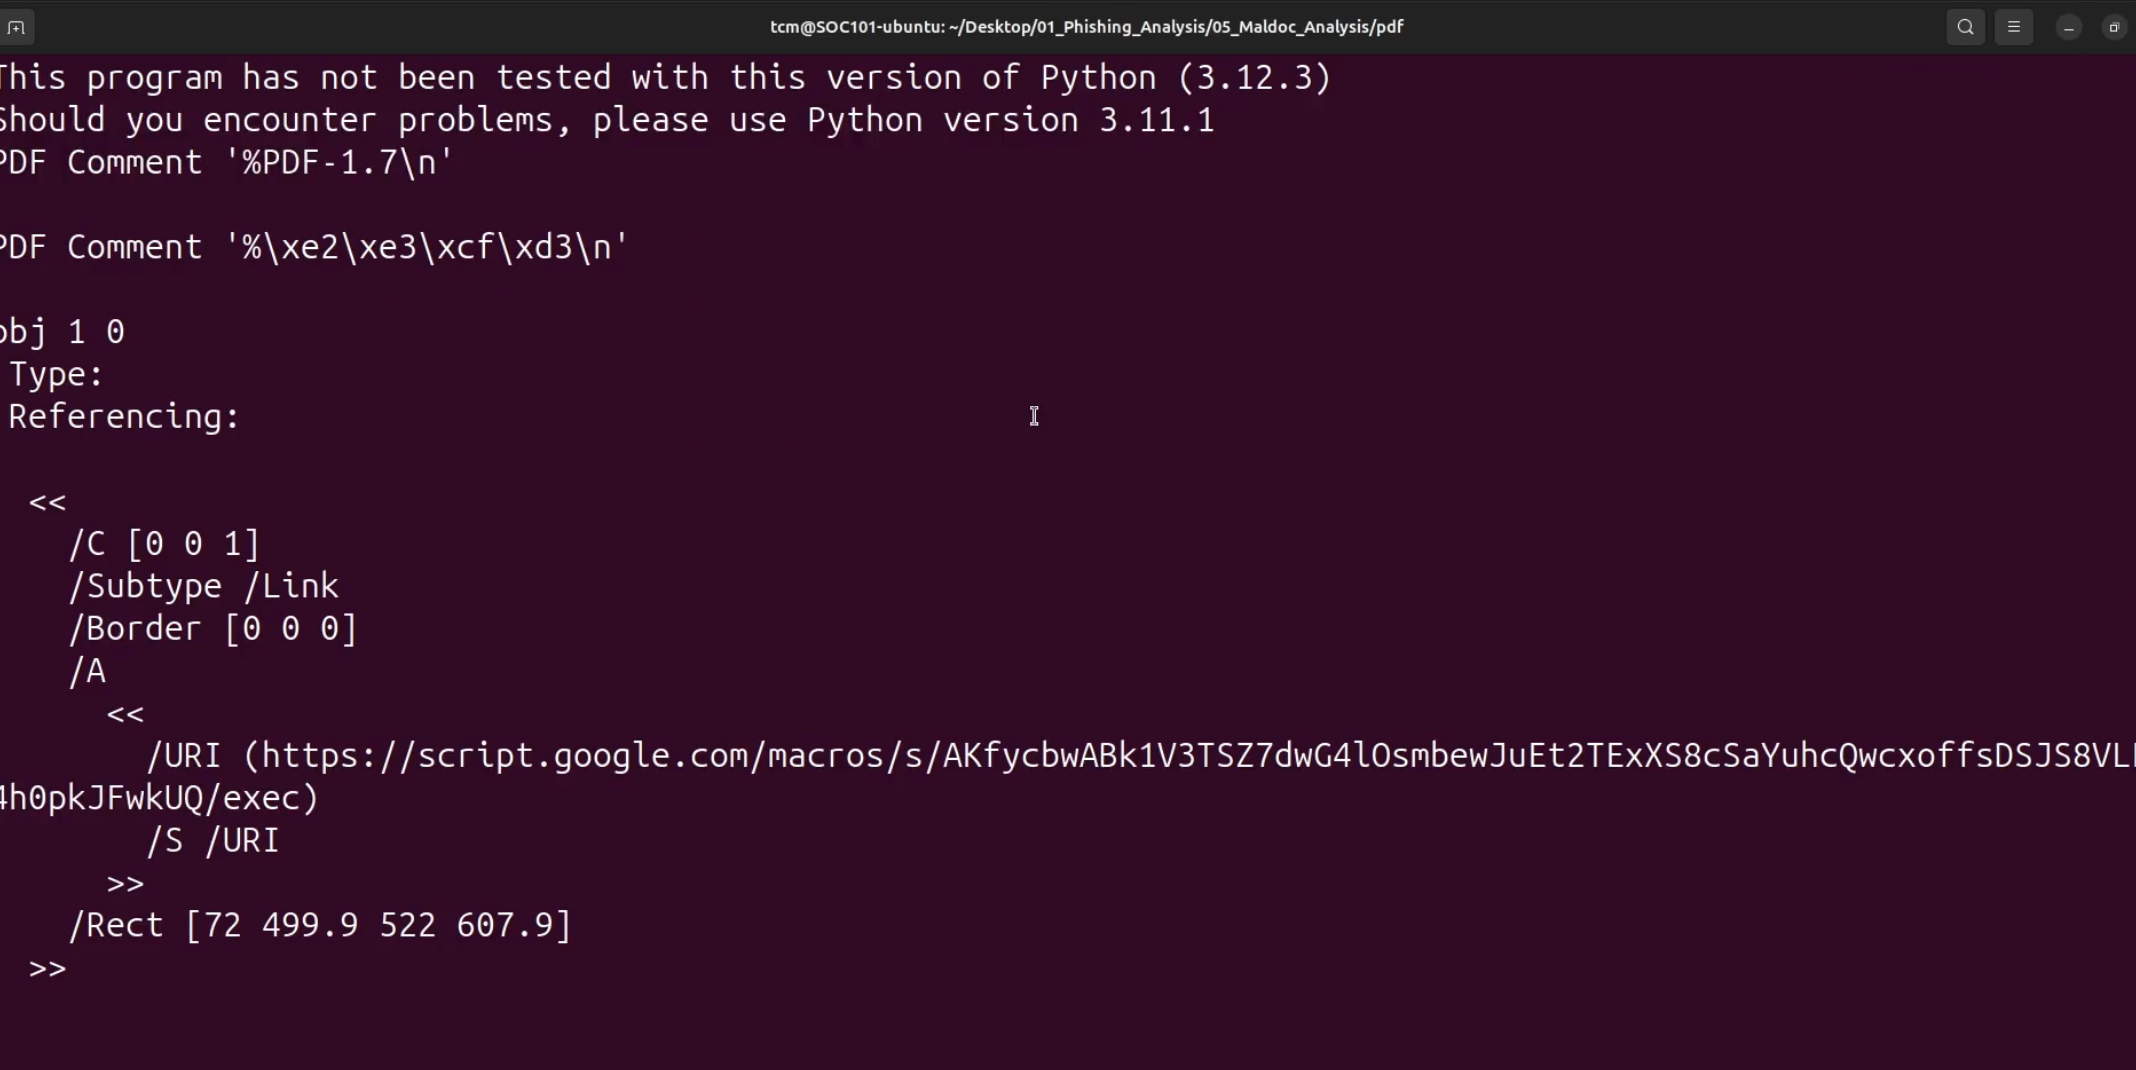 tcm@SOC101-ubuntu: ~/Desktop/01_Phishing_Analysis/05_Maldoc_Analysis/pdf
This program has not been tested with this version of Python (3.12.3)
Should you encounter problems, please use Python version 3.11.1
PDF Comment '%PDF-1.7\n'
PDF Comment '%\xe2\xe3\xcf\xd3\n'
obj 1 0
Type:
Referencing:
<<
/C [0 0 1]
/Subtype /Link
/Border [0 0 0]
/A
<<
/URI (https://script.google.com/macros/s/AKfycbwABk1V3TSZ7dwG4lOsmbewJuEt2TExXS8cSaYuhcQwcxoffsDSJS8VL
4h0pkJFwkUQ/exec)
/S /URI
>>
/Rect [72 499.9 522 607.9]
>>